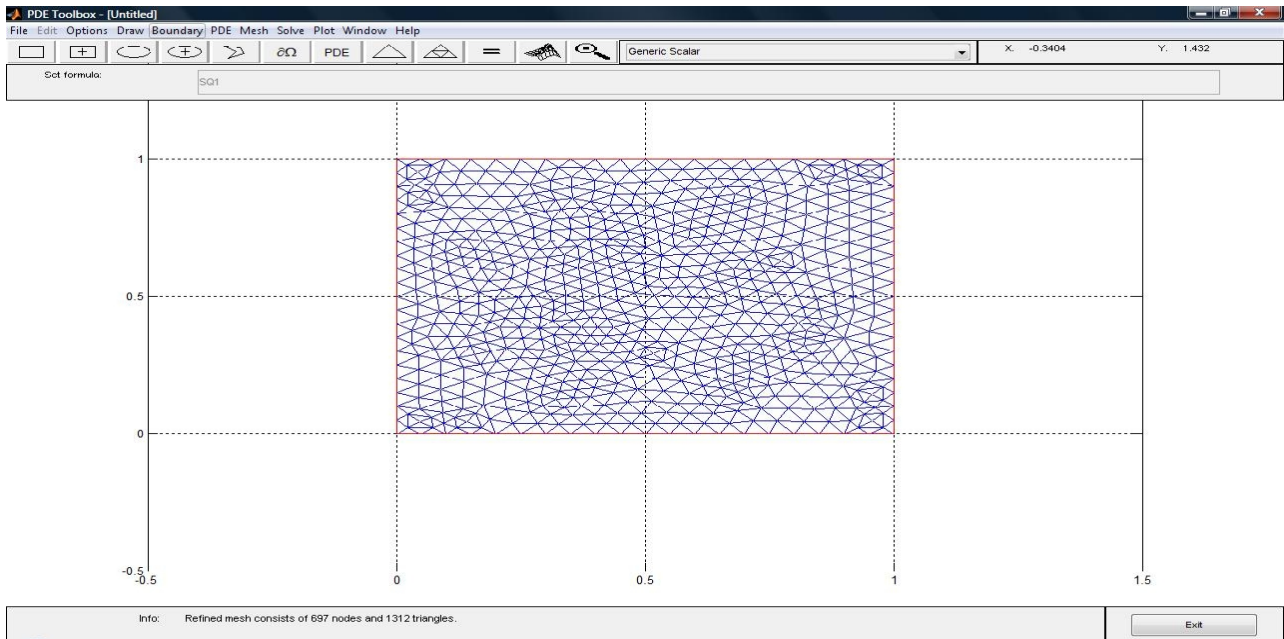 PDE Toolbox - [Untitled]
File Edit Options Draw Boundary PDE Mesh Solve Plot Window Help
∂Ω PDE = Generic Scalar X. -0.3404 Y. 1.432
Set formula: SQ1
1
0.5
0
-0.5
-0.5 0 0.5 1 1.5
Info: Refined mesh consists of 697 nodes and 1312 triangles. Exit